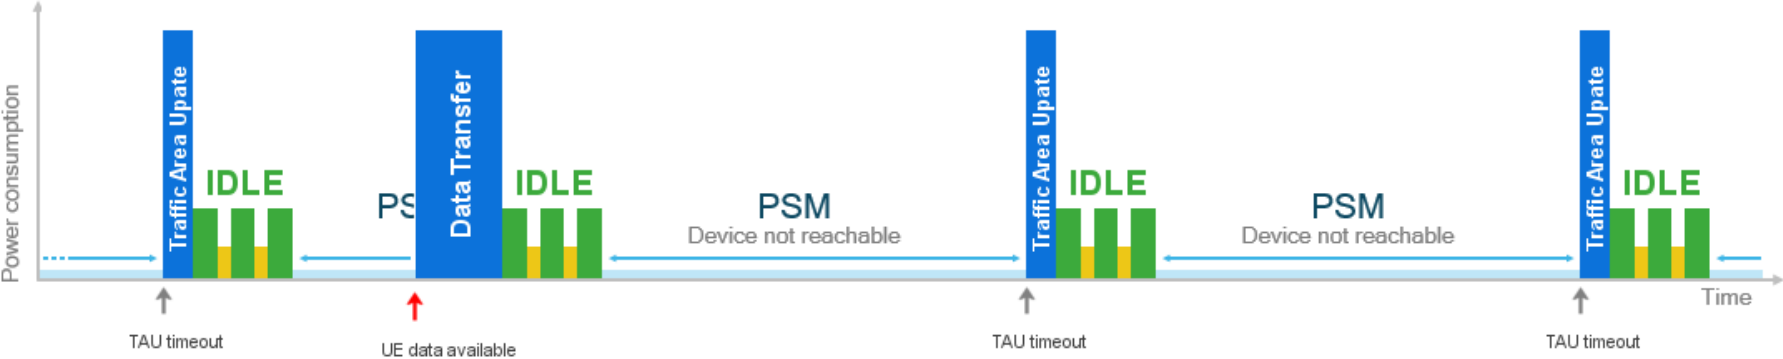 Power consumption
Traffic Area Upate
IDLE
PS
Data Transfer
IDLE
PSM
Device not reachable
Traffic Area Upate
IDLE
PSM
Device not reachable
Traffic Area Upate
IDLE
Time
TAU timeout
UE data available
TAU timeout
TAU timeout